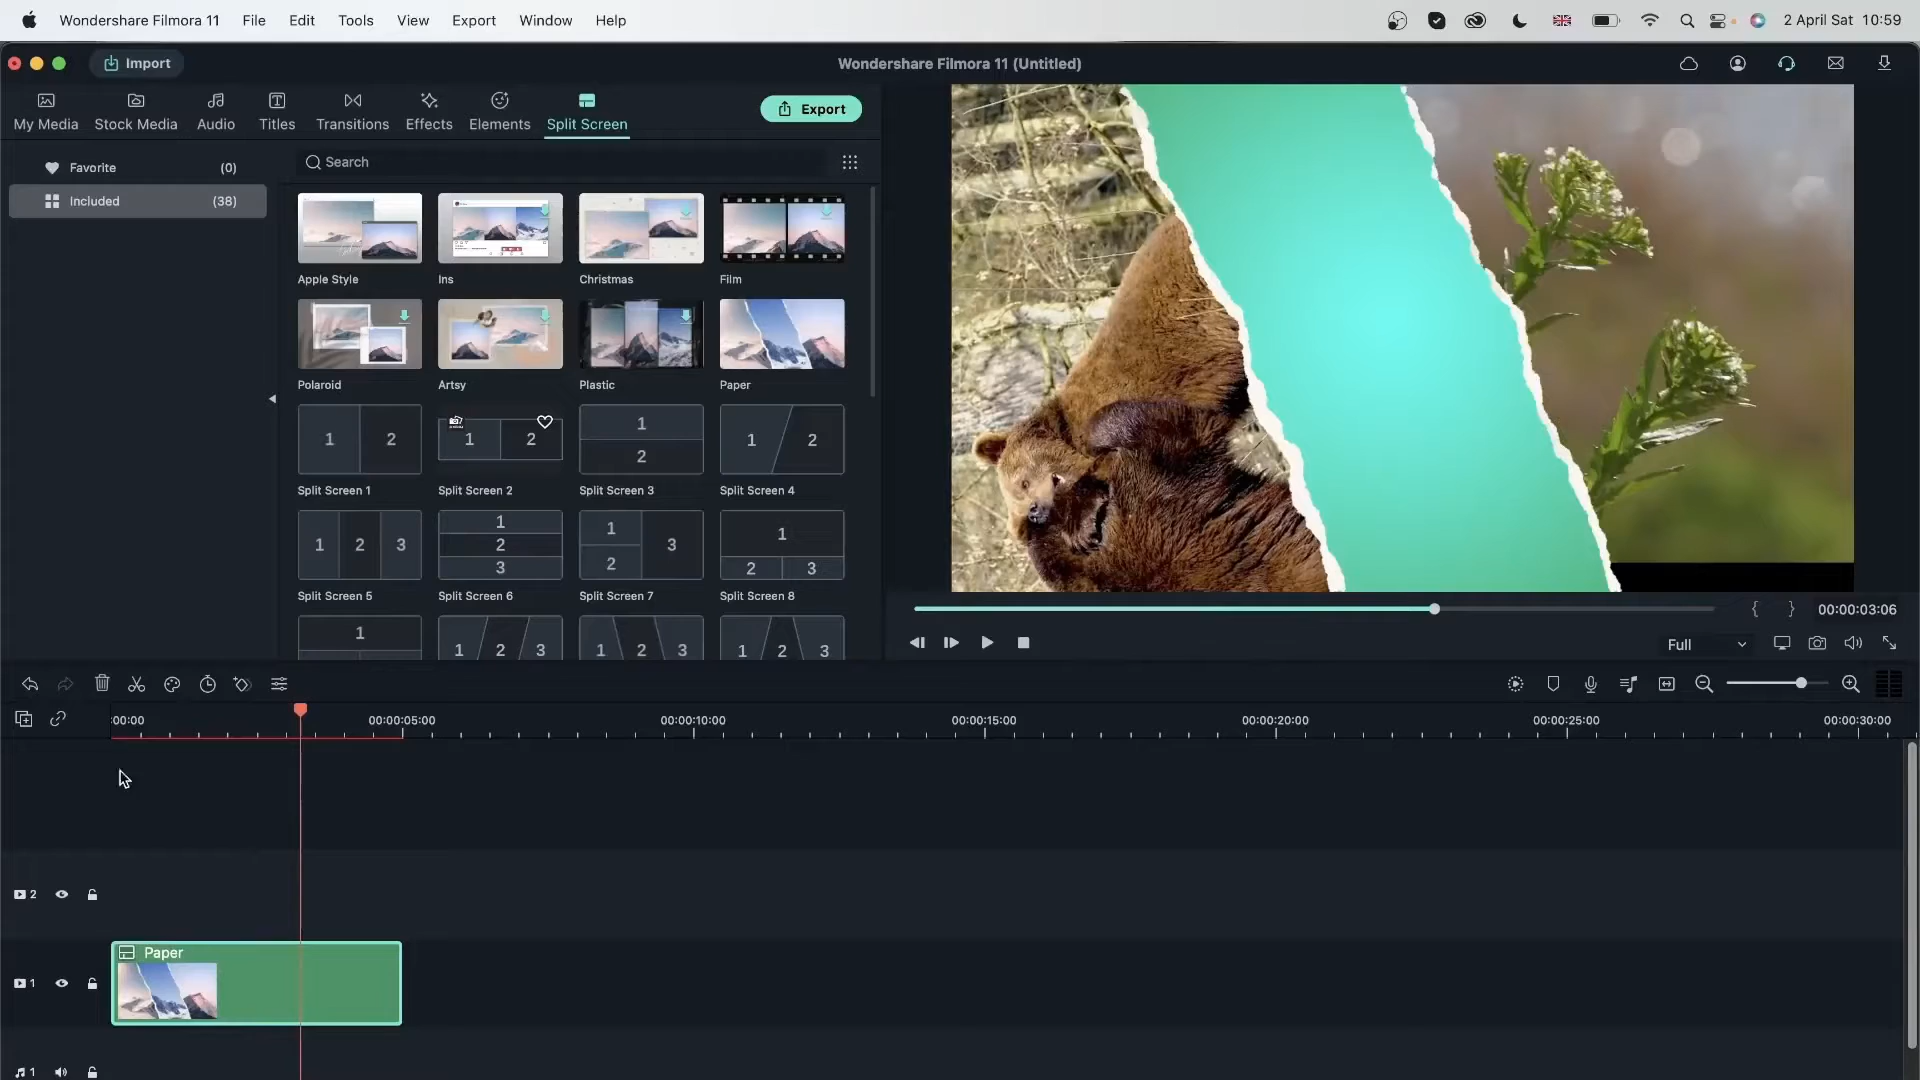 Wondershare Filmora 11 File Edit Tools View Export Window Help 2 April Sat 10:59
Import Wondershare Filmora 11 (Untitled)
My Media Stock Media Audio Titles Transitions Effects Elements Split Screen Export
Favorite (0) Search
Included (38)
Apple Style Ins Christmas Film
Polaroid Artsy Plastic Paper
1 2 1 2 1 2 1 2
Split Screen 1 Split Screen 2 Split Screen 3 Split Screen 4
1 2 3 1 2 3 1 2 3 1 2 3
Split Screen 5 Split Screen 6 Split Screen 7 Split Screen 8
1 1 2 3 1 2 3 1 2 3
{ } 00:00:03:06
Full
:00:00 00:00:05:00 00:00:10:00 00:00:15:00 00:00:20:00 00:00:25:00 00:00:30:00
2
Paper
1
1